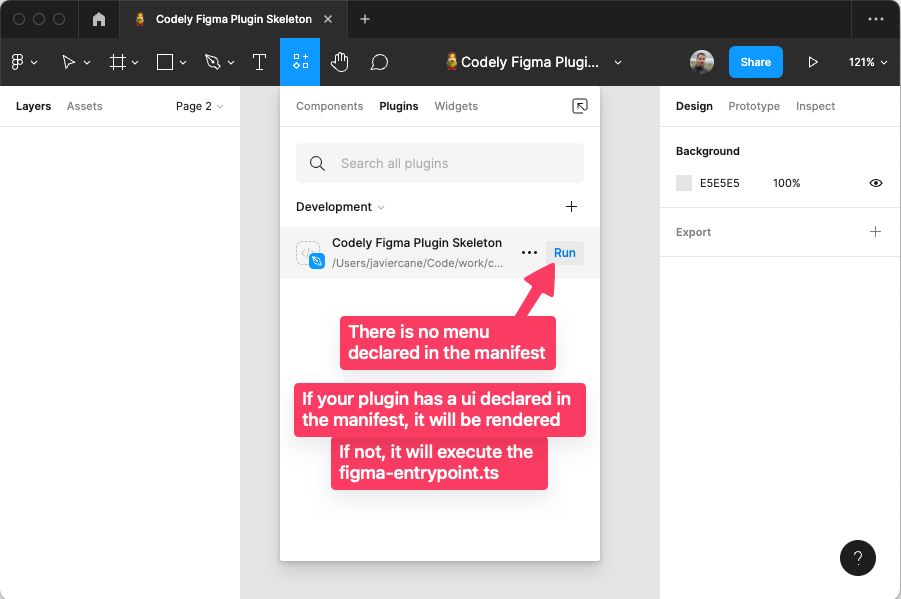 Codely Figma Plugin Skeleton
Codely Figma Plugi...
Share
121%
Layers
Assets
Page 2
Components
Plugins
Widgets
Design
Prototype
Inspect
Search all plugins
Background
E5E5E5
100%
Development
Export
Codely Figma Plugin Skeleton
/Users/javiercane/Code/work/c...
Run
There is no menu
declared in the manifest
If your plugin has a ui declared in
the manifest, it will be rendered
If not, it will execute the
figma-entrypoint.ts
?